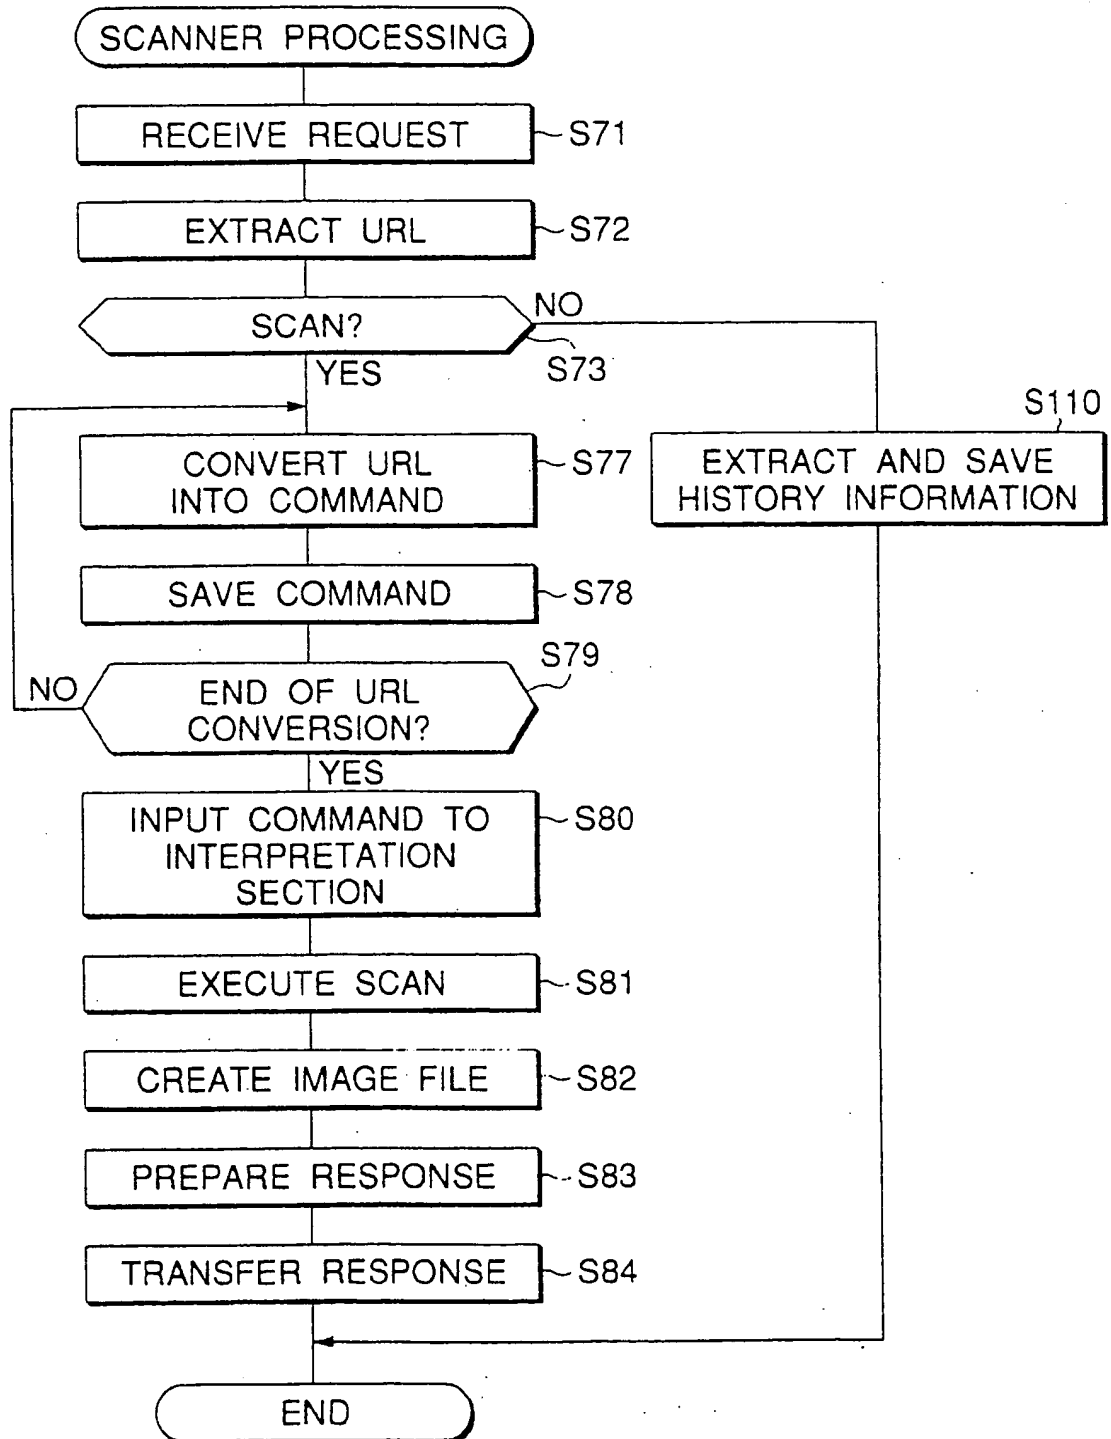 SCANNER PROCESSING
RECEIVE REQUEST
S71
EXTRACT URL
S72
SCAN?
NO
S73
YES
S110
EXTRACT AND SAVE
HISTORY INFORMATION
CONVERT URL
INTO COMMAND
S77
SAVE COMMAND
S78
S79
NO
END OF URL
CONVERSION?
YES
INPUT COMMAND TO
INTERPRETATION
SECTION
S80
EXECUTE SCAN
S81
CREATE IMAGE FILE
S82
PREPARE RESPONSE
S83
TRANSFER RESPONSE
S84
END